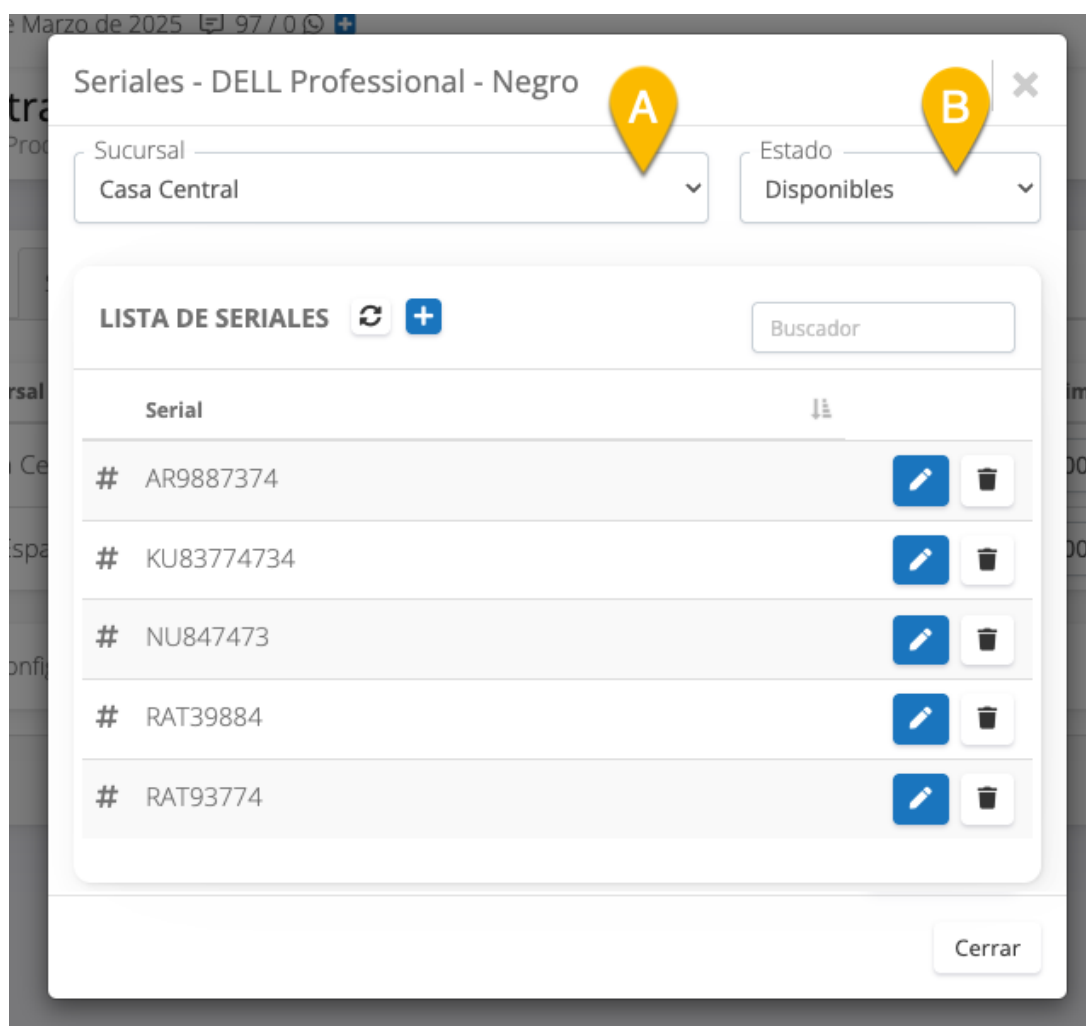 Marzo de 2025 97 / 0
Seriales - DELL Professional - Negro
A
B
Sucursal
Estado
Casa Central
Disponibles
LISTA DE SERIALES
Buscador
Serial
# AR9887374
# KU83774734
# NU847473
# RAT39884
# RAT93774
Cerrar